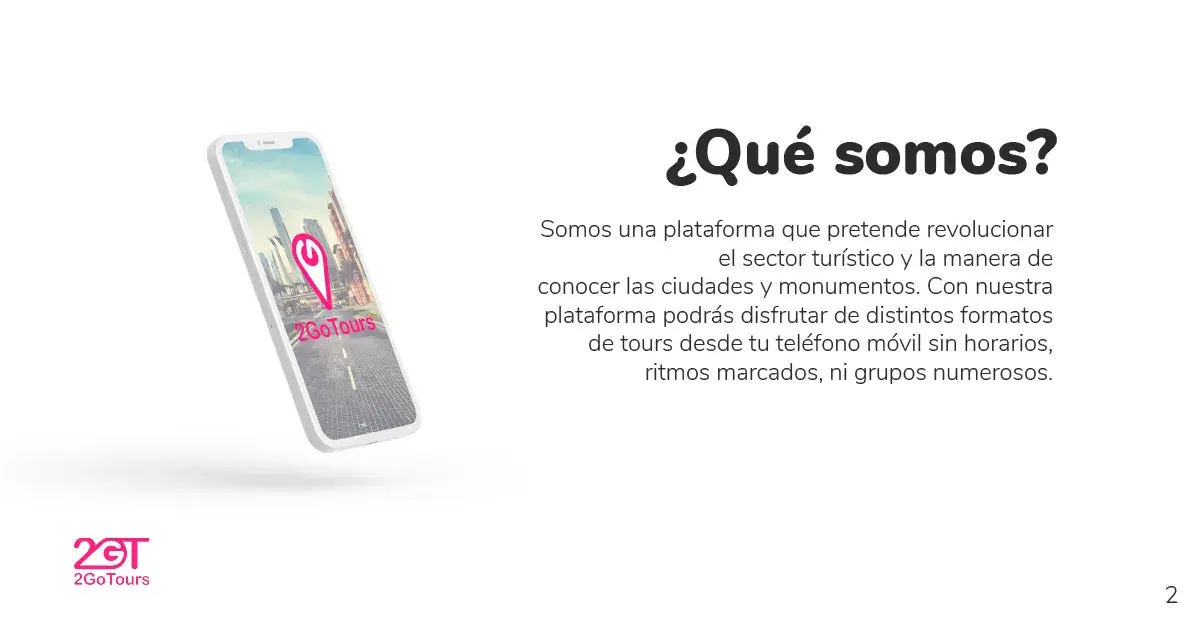 ¿Qué somos?
Somos una plataforma que pretende revolucionar
el sector turístico y la manera de
conocer las ciudades y monumentos. Con nuestra
plataforma podrás disfrutar de distintos formatos
de tours desde tu teléfono móvil sin horarios,
ritmos marcados, ni grupos numerosos.
2GoTours
2GT
2GoTours
2